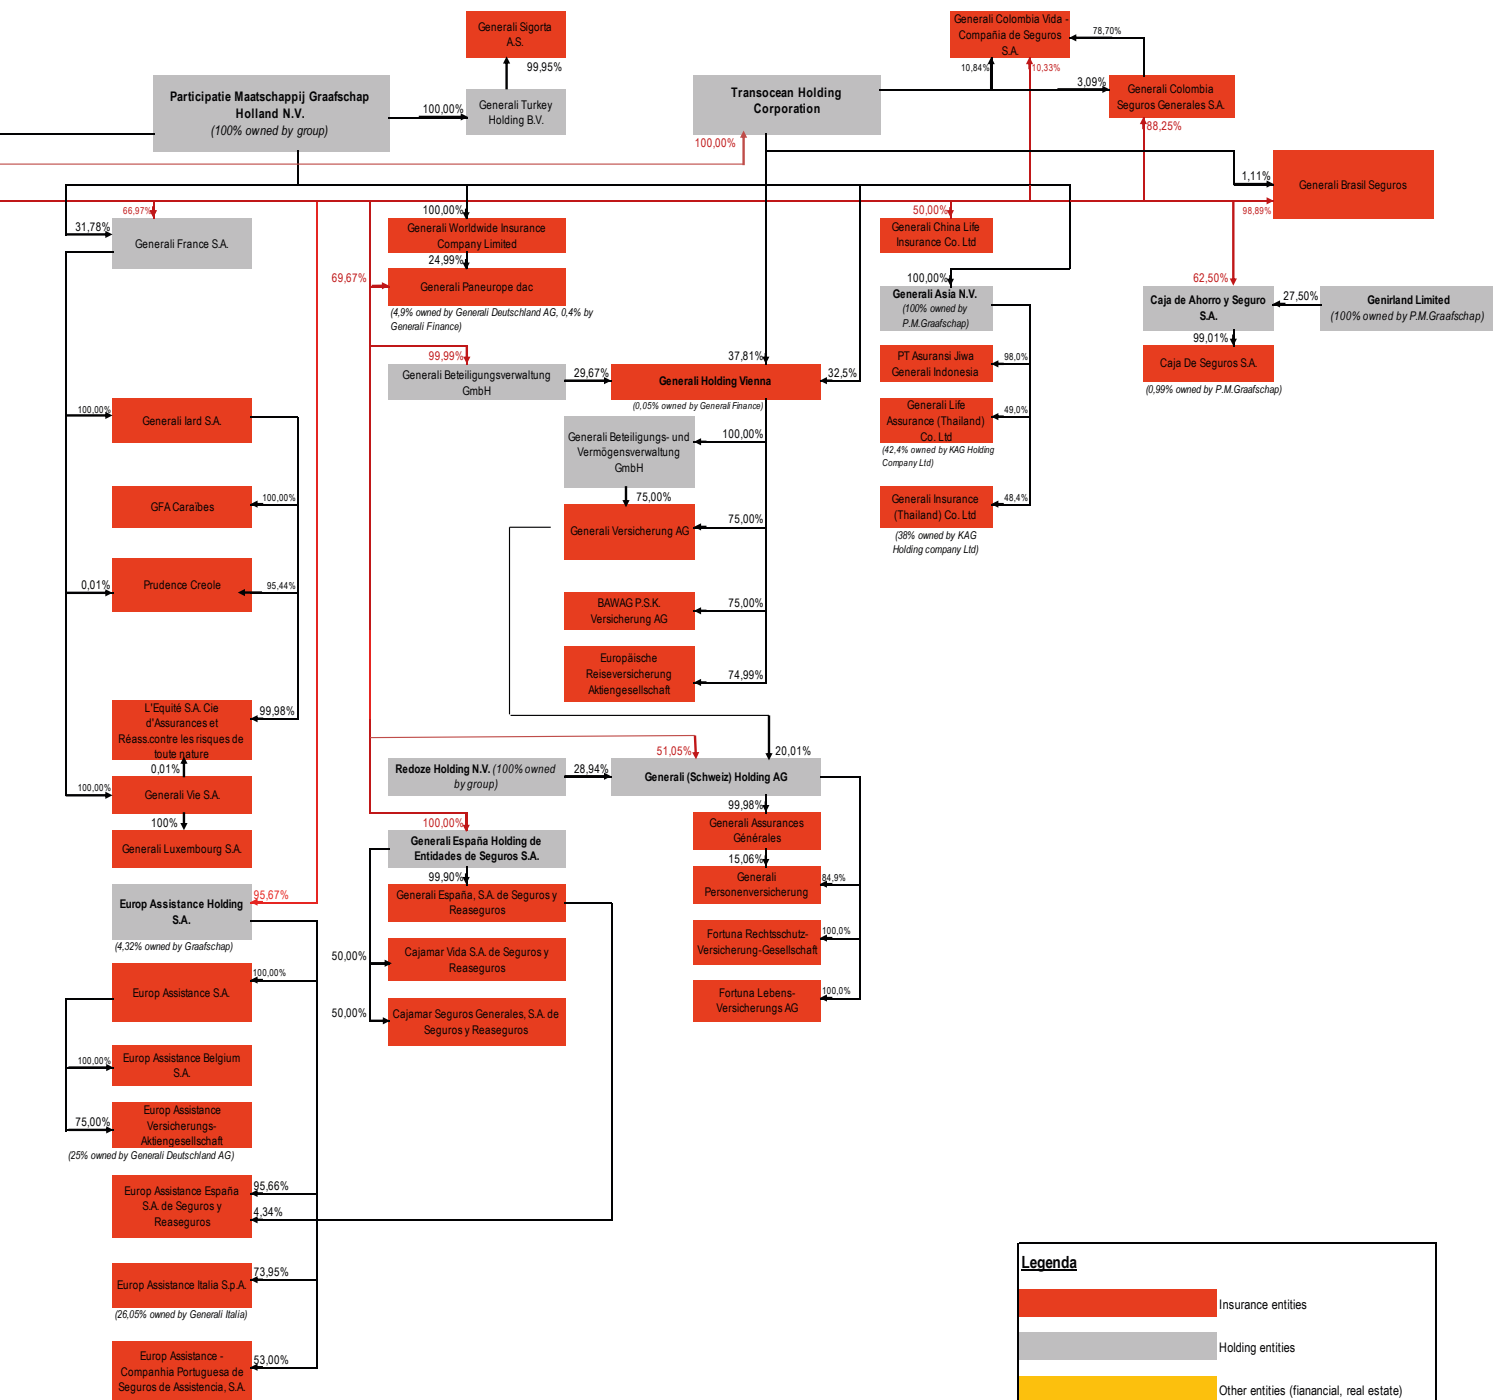 Generali Sigorta
A.S.
99,95%
Generali Turkey
Holding B.V.
100,00%
Participatie Maatschappij Graafschap
Holland N.V.
(100% owned by group)
Transocean Holding
Corporation
100,00%
Generali Colombia Vida -
Compañia de Seguros
S.A.
78,70%
10,84%
10,33%
3,09%
Generali Colombia
Seguros Generales S.A.
88,25%
1,11%
Generali Brasil Seguros
98,89%
66,97%
31,78%
Generali France S.A.
100,00%
Generali Worldwide Insurance
Company Limited
24,99%
69,67%
Generali Paneurope dac
(4,9% owned by Generali Deutschland AG, 0,4% by
Generali Finance)
99,99%
Generali Beteiligungsverwaltung
GmbH
29,67%
37,81%
Generali Holding Vienna
32,5%
(0,05% owned by Generali Finance)
50,00%
Generali China Life
Insurance Co. Ltd
100,00%
Generali Asia N.V.
(100% owned by
P.M.Graafschap)
PT Asuransi Jiwa
Generali Indonesia
98,0%
Generali Life
Assurance (Thailand)
Co. Ltd
49,0%
(42,4% owned by KAG Holding
Company Ltd)
Generali Insurance
(Thailand) Co. Ltd
48,4%
(38% owned by KAG
Holding company Ltd)
62,50%
Caja de Ahorro y Seguro
S.A.
27,50%
Genirland Limited
(100% owned by P.M.Graafschap)
99,01%
Caja De Seguros S.A.
(0,99% owned by P.M.Graafschap)
100,00%
Generali Iard S.A.
GFA Caraïbes
100,00%
0,01%
Prudence Creole
95,44%
L'Equité S.A. Cie
d'Assurances et
Réass.contre les risques de
toute nature
99,98%
0,01%
100,00%
Generali Vie S.A.
100%
Generali Luxembourg S.A.
Generali Beteiligungs- und
Vermögensverwaltung
GmbH
100,00%
75,00%
Generali Versicherung AG
75,00%
BAWAG P.S.K.
Versicherung AG
75,00%
Europäische
Reiseversicherung
Aktiengesellschaft
74,99%
51,05%
20,01%
Redoze Holding N.V. (100% owned
by group)
28,94%
Generali (Schweiz) Holding AG
99,98%
Generali Assurances
Générales
15,06%
Generali
Personenversicherung
84,9%
Fortuna Rechtsschutz-
Versicherung-Gesellschaft
100,0%
Fortuna Lebens-
Versicherungs AG
100,0%
100,00%
Generali España Holding de
Entidades de Seguros S.A.
99,90%
Generali España, S.A. de Seguros y
Reaseguros
50,00%
Cajamar Vida S.A. de Seguros y
Reaseguros
50,00%
Cajamar Seguros Generales, S.A. de
Seguros y Reaseguros
95,67%
Europ Assistance Holding
S.A.
(4,32% owned by Graafschap)
100,00%
Europ Assistance S.A.
100,00%
Europ Assistance Belgium
S.A.
75,00%
Europ Assistance
Versicherungs-
Aktiengesellschaft
(25% owned by Generali Deutschland AG)
Europ Assistance España
S.A. de Seguros y
Reaseguros
95,66%
4,34%
73,95%
Europ Assistance Italia S.p.A.
(26,05% owned by Generali Italia)
Europ Assistance -
Companhia Portuguesa de
Seguros de Assistencia, S.A.
53,00%
Legenda
Insurance entities
Holding entities
Other entities (fianancial, real estate)